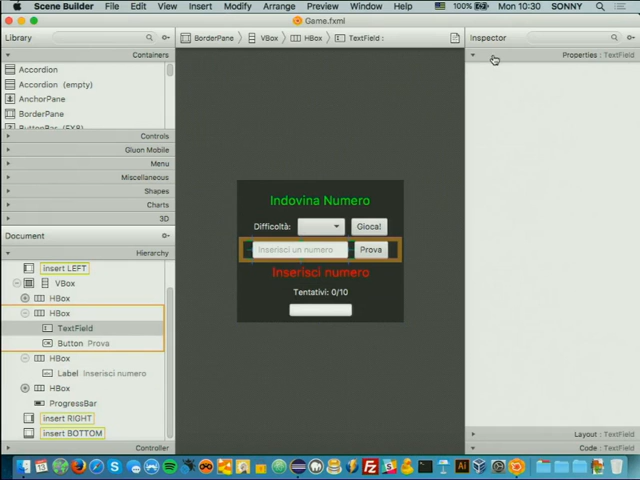 Scene Builder File Edit View Insert Modify Arrange Preview Window Help 100% Mon 10:30 SONNY
Game.fxml
Library
BorderPane VBox HBox TextField :
Inspector
Containers
Properties : TextField
Accordion
Accordion (empty)
AnchorPane
BorderPane
ButtonBar (FX8)
Controls
Gluon Mobile
Menu
Miscellaneous
Shapes
Charts
3D
Document
Hierarchy
insert LEFT
VBox
HBox
HBox
TextField
Button Prova
HBox
Label Inserisci numero
HBox
ProgressBar
insert RIGHT
insert BOTTOM
Controller
Indovina Numero
Difficoltà: Gioca!
Inserisci un numero Prova
Inserisci numero
Tentativi: 0/10
Layout : TextField
Code : TextField